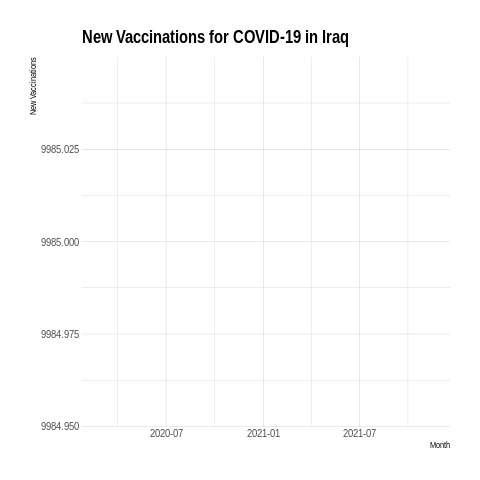 New Vaccinations for COVID-19 in Iraq
New Vaccinations
9985.025
9985.000
9984.975
9984.950
2020-07
2021-01
2021-07
Month